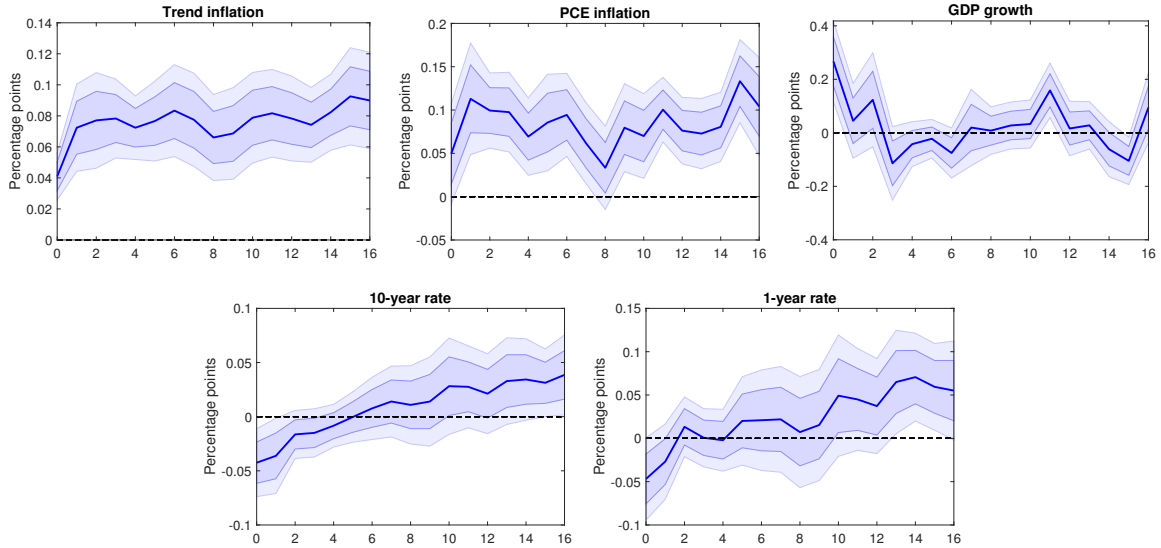 Trend inflation
Percentage points
0.14
0.12
0.1
0.08
0.06
0.04
0.02
0
0 2 4 6 8 10 12 14 16
PCE inflation
Percentage points
0.2
0.15
0.1
0.05
0
-0.05
0 2 4 6 8 10 12 14 16
GDP growth
Percentage points
0.4
0.2
0
-0.2
-0.4
0 2 4 6 8 10 12 14 16
10-year rate
Percentage points
0.1
0.05
0
-0.05
-0.1
0 2 4 6 8 10 12 14 16
1-year rate
Percentage points
0.15
0.1
0.05
0
-0.05
-0.1
0 2 4 6 8 10 12 14 16